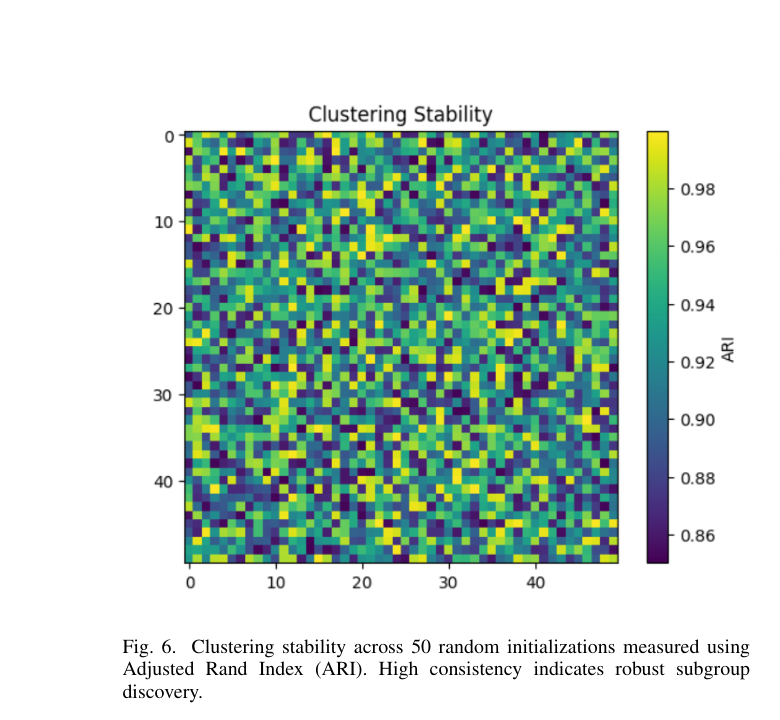 Clustering Stability
0
10
20
30
40
0 10 20 30 40
0.98
0.96
0.94
0.92
0.90
0.88
0.86
ARI
Fig. 6. Clustering stability across 50 random initializations measured using
Adjusted Rand Index (ARI). High consistency indicates robust subgroup
discovery.